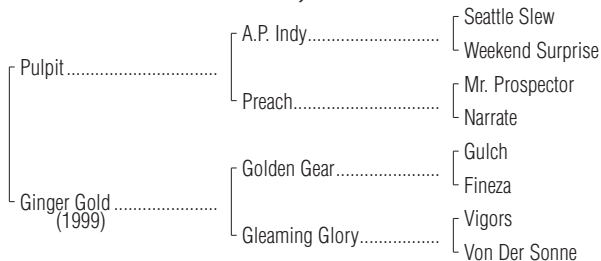 Seattle Slew
A.P. Indy
Weekend Surprise
Pulpit
Mr. Prospector
Preach
Narrate
Gulch
Golden Gear
Fineza
Ginger Gold
(1999)
Vigors
Gleaming Glory
Von Der Sonne